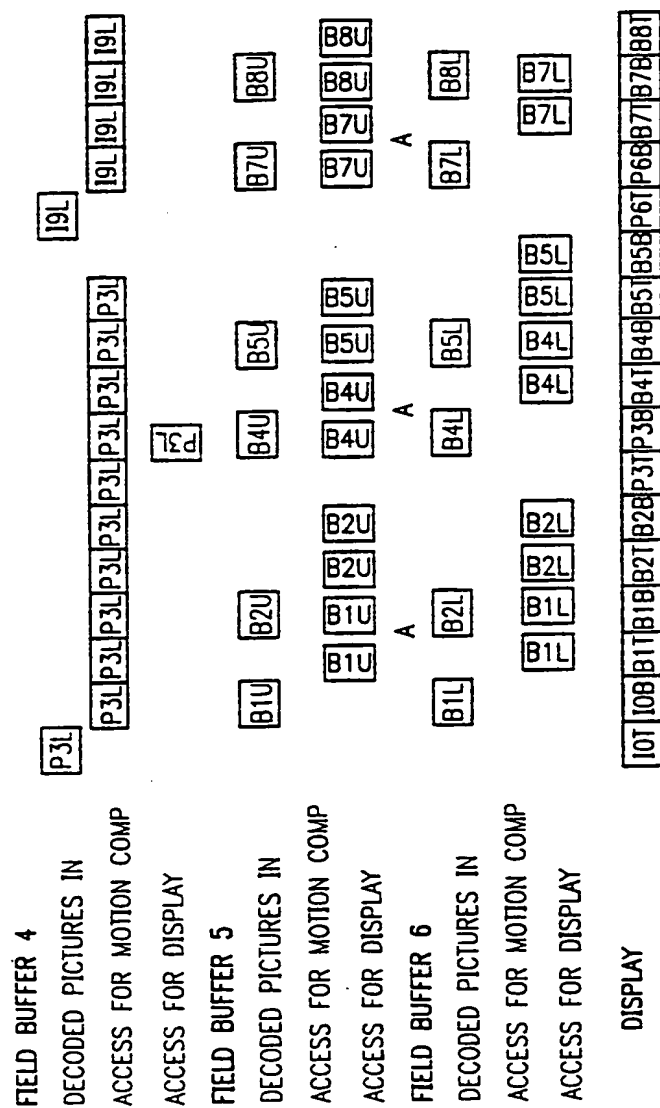 FIELD BUFFER 4
DECODED PICTURES IN P3L I9L
ACCESS FOR MOTION COMP P3L P3L P3L P3L P3L P3L P3L P3L P3L P3L I9L I9L I9L I9L
ACCESS FOR DISPLAY P3L
FIELD BUFFER 5
DECODED PICTURES IN B1U B2U B4U B5U B7U B8U
ACCESS FOR MOTION COMP
ACCESS FOR DISPLAY B1U B1U B2U B2U B4U B4U B5U B5U B7U B7U B8U B8U
A A A
FIELD BUFFER 6
DECODED PICTURES IN B1L B2L B4L B5L B7L B8L
ACCESS FOR MOTION COMP
ACCESS FOR DISPLAY B1L B1L B2L B2L B4L B4L B5L B5L B7L B7L
DISPLAY I0T I0B B1T B1B B2T B2B P3T P3B B4T B4B B5T B5B P6T P6B B7T B7B B8T